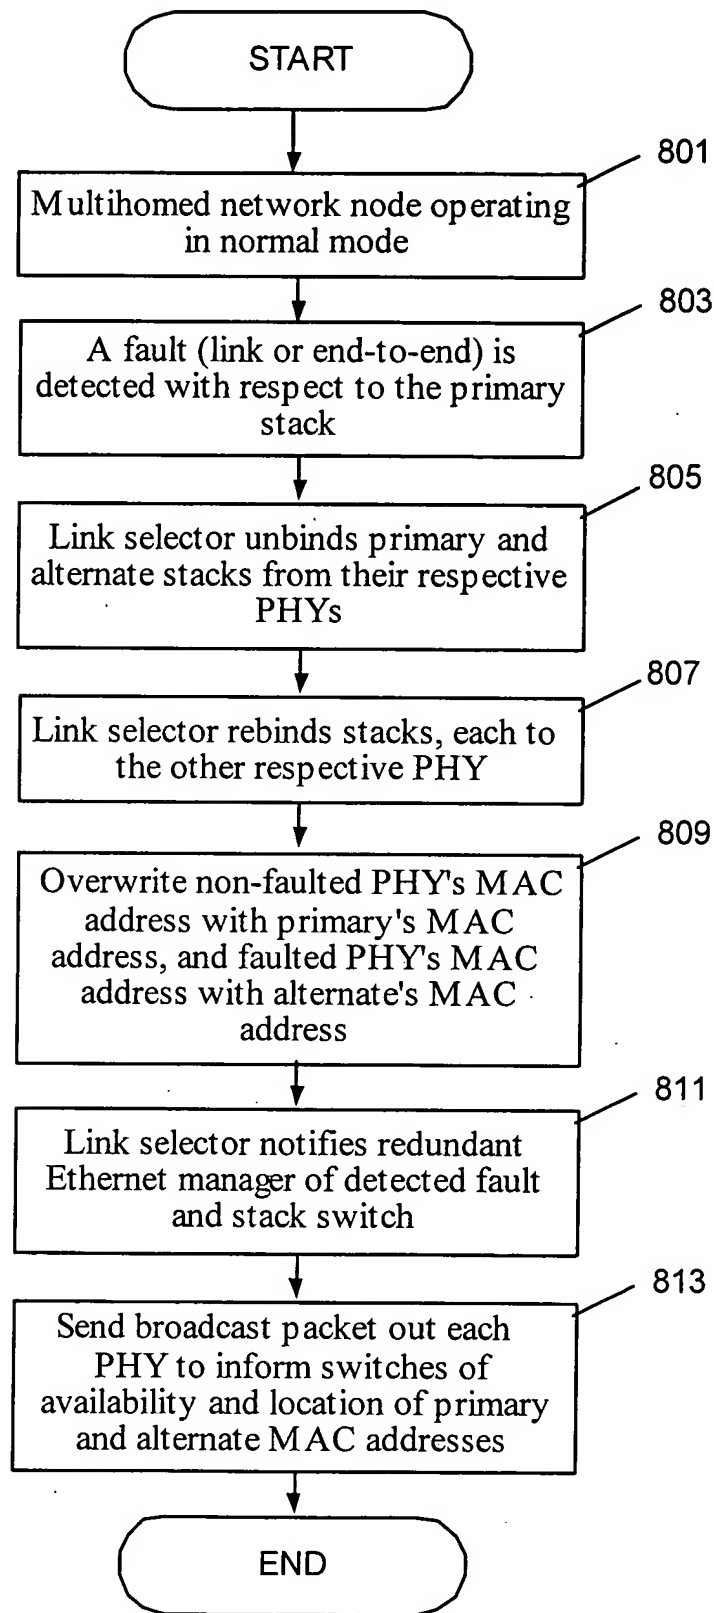 START
801
Multihomed network node operating
in normal mode
803
A fault (link or end-to-end) is
detected with respect to the primary
stack
805
Link selector unbinds primary and
alternate stacks from their respective
PHYs
807
Link selector rebinds stacks, each to
the other respective PHY
809
Overwrite non-faulted PHY's MAC
address with primary's MAC
address, and faulted PHY's MAC
address with alternate's MAC
address
811
Link selector notifies redundant
Ethernet manager of detected fault
and stack switch
813
Send broadcast packet out each
PHY to inform switches of
availability and location of primary
and alternate MAC addresses
END